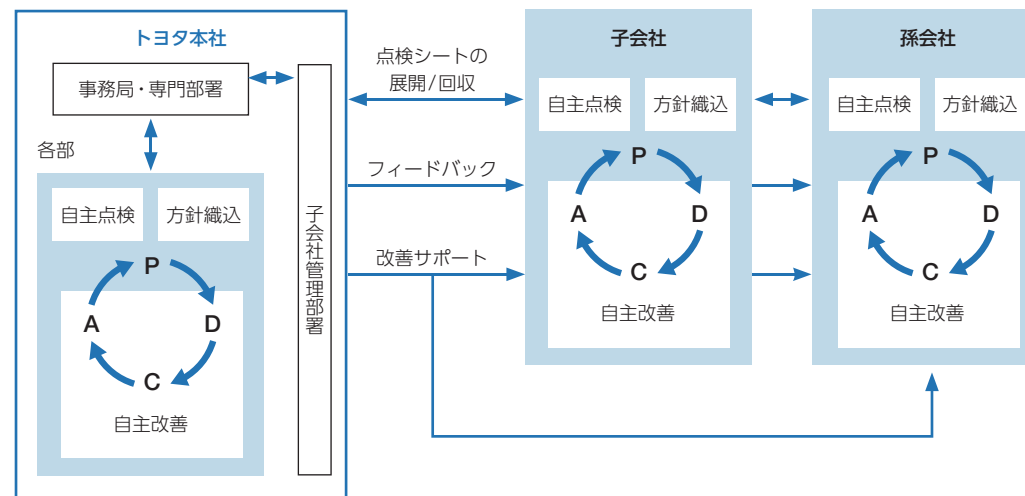 トヨタ本社
事務局・専門部署
各部
自主点検
方針織込
P
A
D
C
自主改善
子会社管理部署
点検シートの
展開/回収
フィードバック
改善サポート
子会社
自主点検
方針織込
P
A
D
C
自主改善
孫会社
自主点検
方針織込
P
A
D
C
自主改善